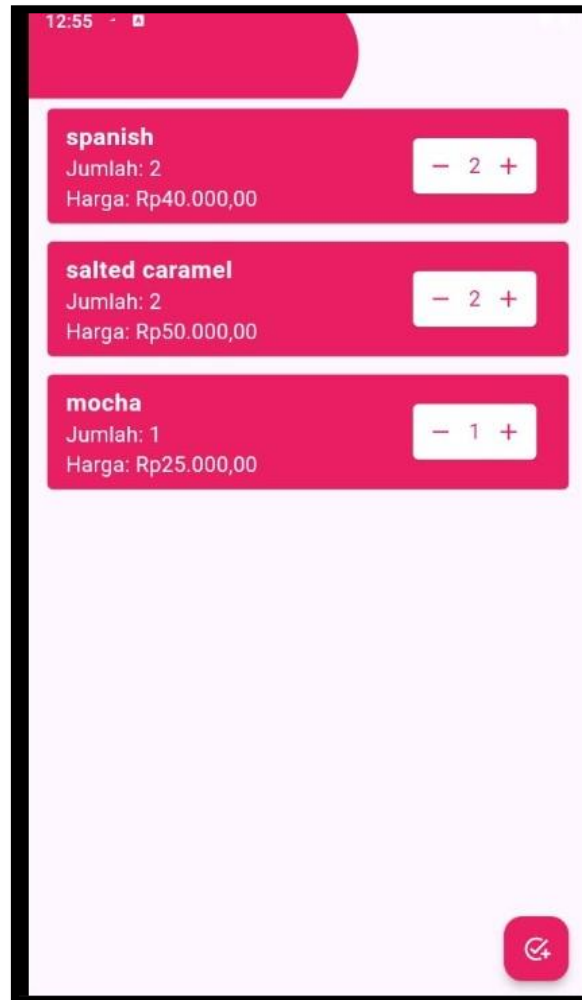 12:55
A
spanish
Jumlah: 2
Harga: Rp40.000,00
− 2 +
salted caramel
Jumlah: 2
Harga: Rp50.000,00
− 2 +
mocha
Jumlah: 1
Harga: Rp25.000,00
− 1 +